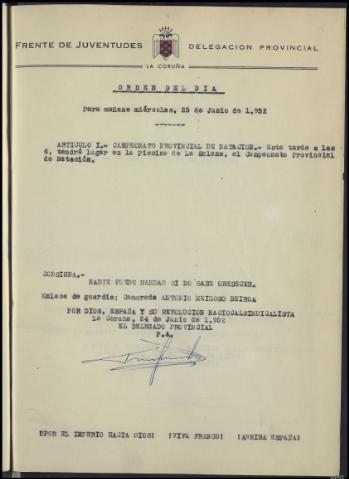 FRENTE DE JUVENTUDES DELEGACION PROVINCIAL
LA CORUÑA
ORDEN DEL DIA
Para mañana miércoles, 25 de Junio de 1.952
ARTICULO I.- CAMPEONATO PROVINCIAL DE NATACION.- Esta tarde a las
6, tendrá lugar en la piscina de La Solana, el Campeonato Provincial
de Natación.
CONSIGNA.-
NADIE PUEDE MANDAR SI NO SABE OBEDECER.
Enlace de guardia: Camarada ANTONIO BEIROA
POR DIOS, ESPAÑA Y SU REVOLUCION NACIONALSINDICALISTA
La Coruña, 24 de Junio de 1.952
EL DELEGADO PROVINCIAL
P.A.
¡POR EL IMPERIO HACIA DIOS! ¡VIVA FRANCO! ¡ARRIBA ESPAÑA!